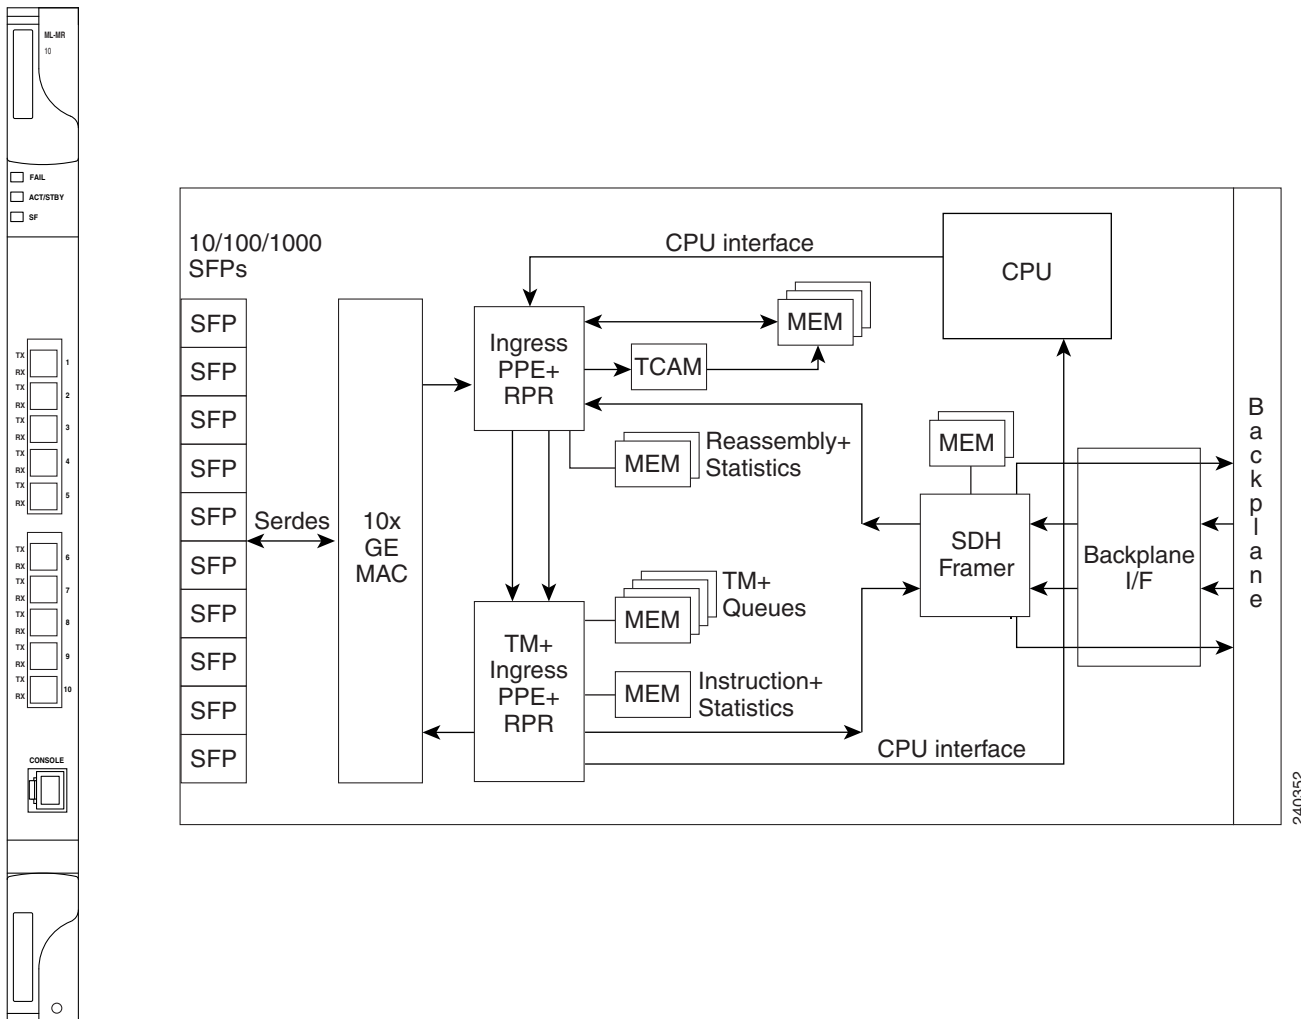 ML-MR
10
FAIL
ACT/STBY
SF
TX
RX
1
TX
RX
2
TX
RX
3
TX
RX
4
TX
RX
5
TX
RX
6
TX
RX
7
TX
RX
8
TX
RX
9
TX
RX
10
CONSOLE
10/100/1000
SFPs
SFP
SFP
SFP
SFP
SFP
SFP
SFP
SFP
SFP
SFP
Serdes
10x
GE
MAC
CPU interface
CPU
Ingress
PPE+
RPR
MEM
TCAM
MEM
Reassembly+
Statistics
MEM
SDH
Framer
Backplane
I/F
TM+
Ingress
PPE+
RPR
MEM
TM+
Queues
MEM
Instruction+
Statistics
CPU interface
Backplane
240352